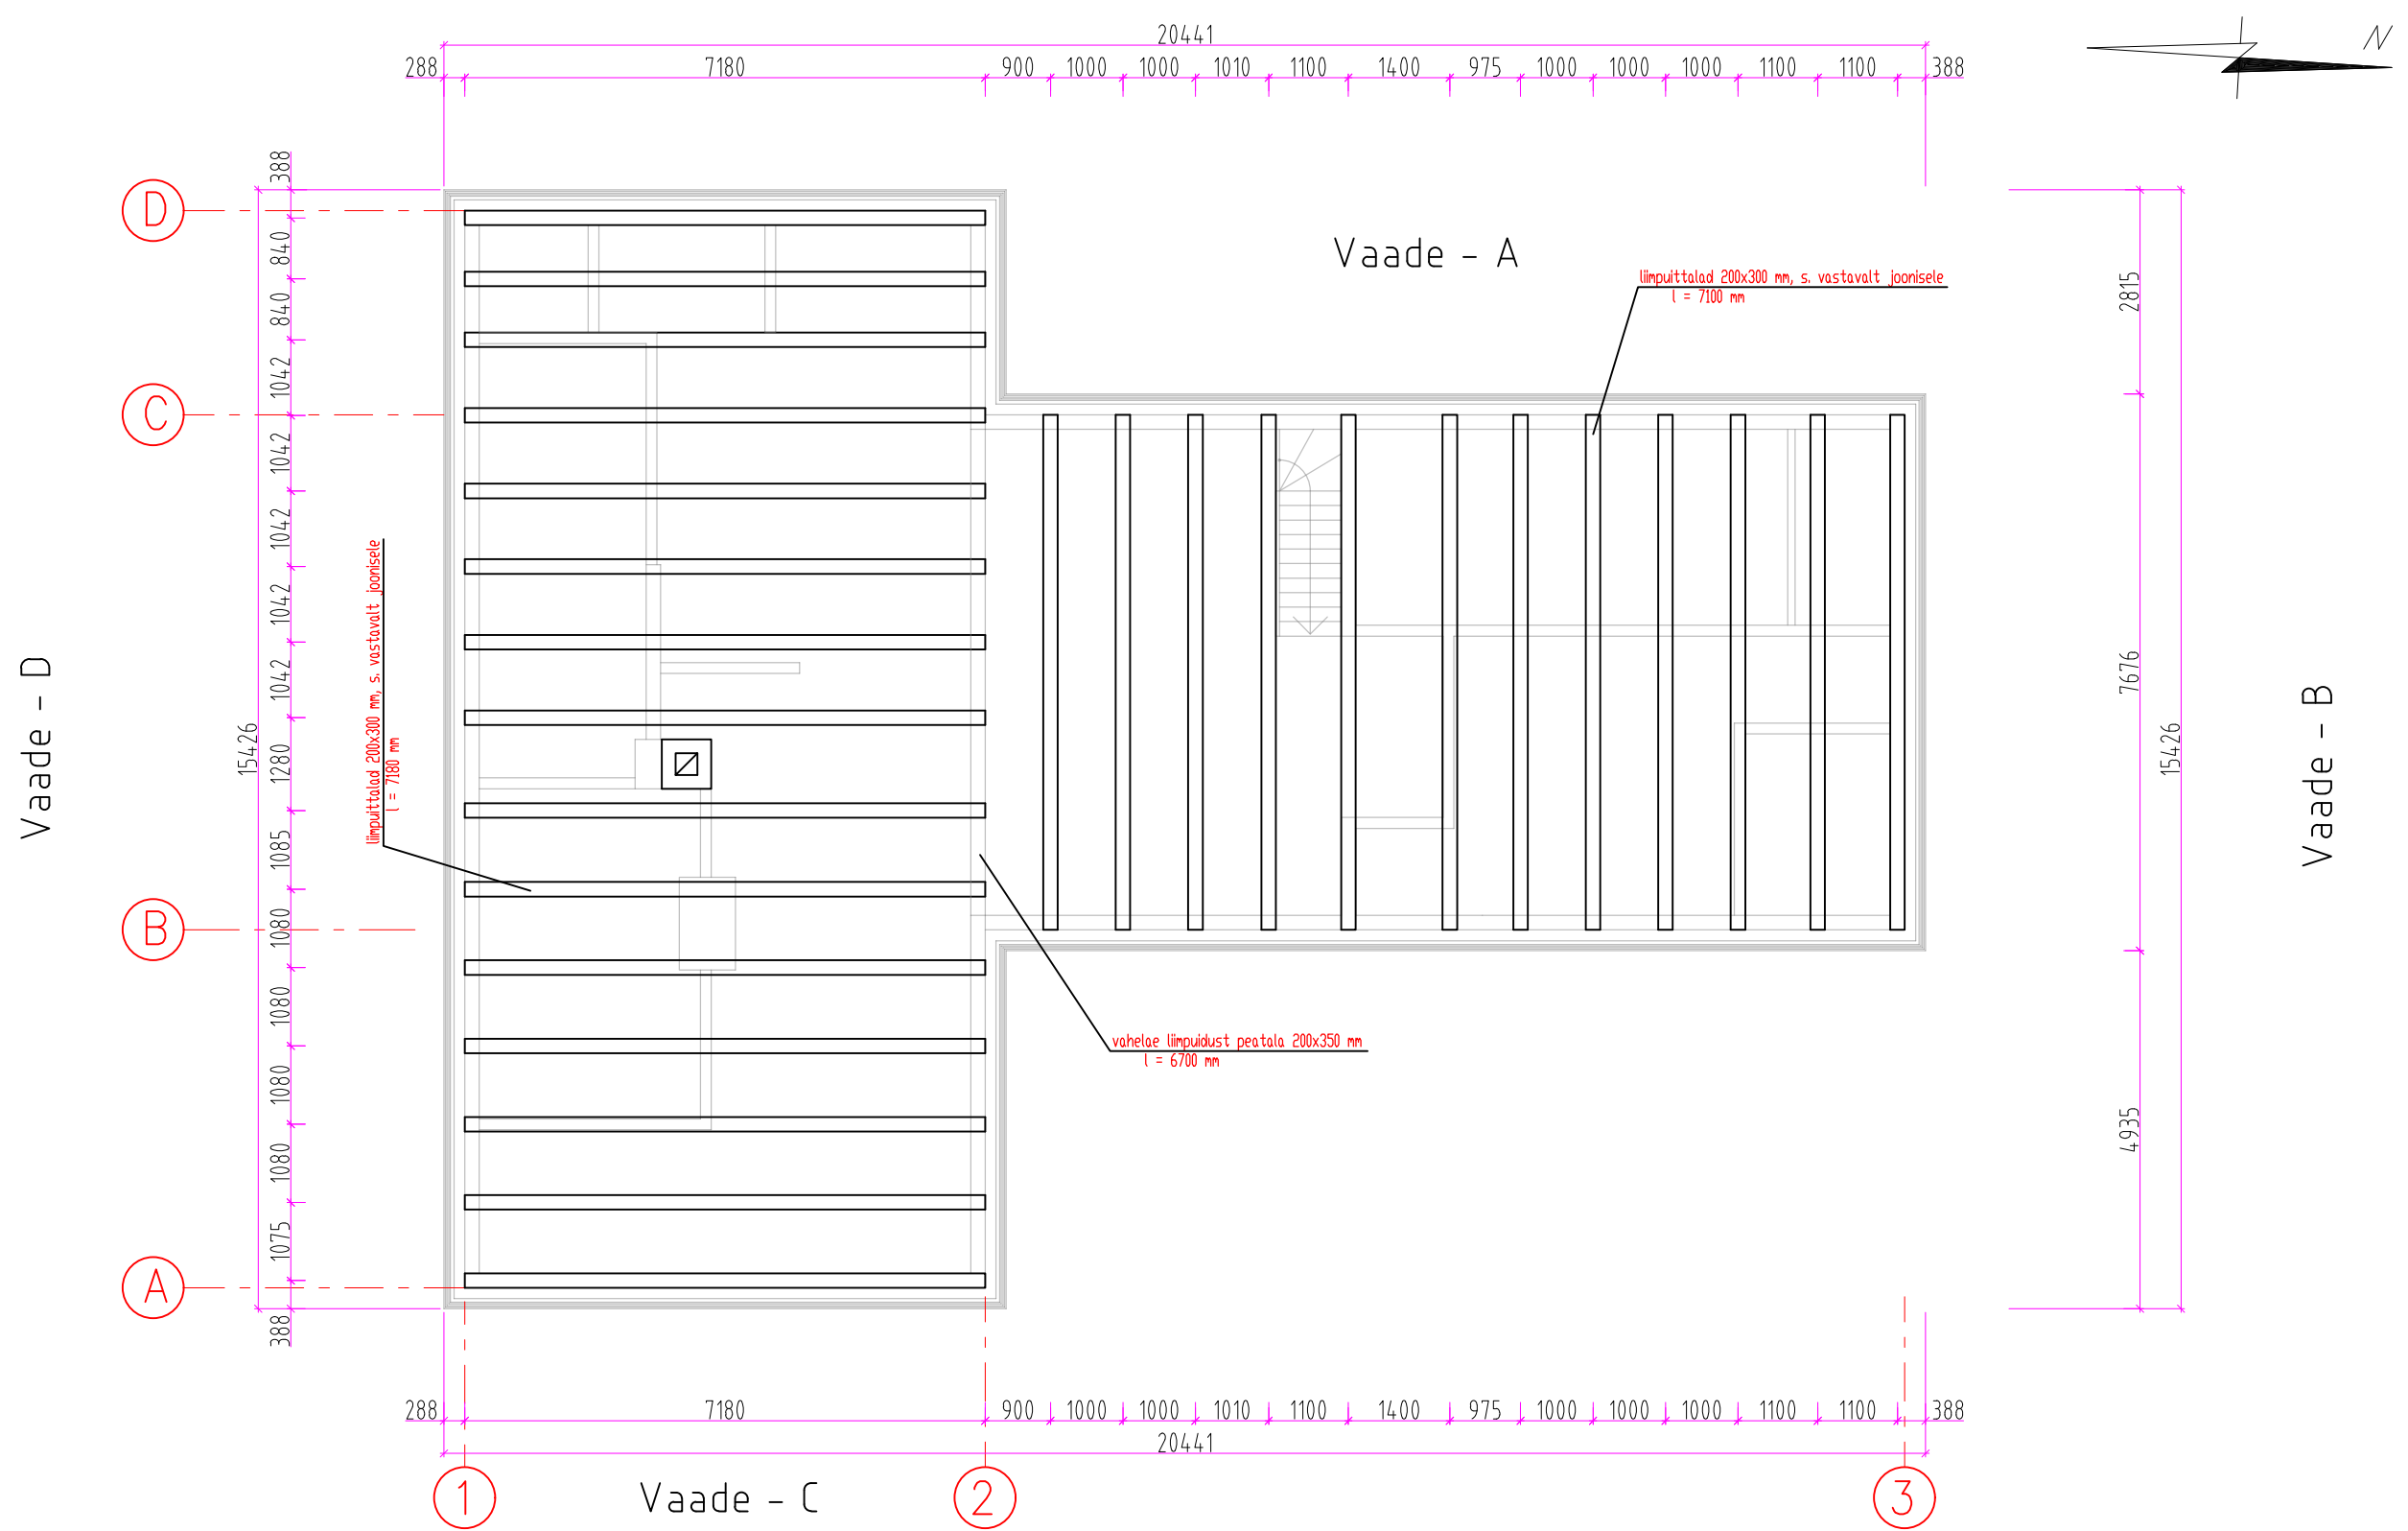 20441
288 7180 900 1000 1000 1010 1100 1400 975 1000 1000 1000 1100 1100 388
N
D
C
B
A
388
840
840
1042
1042
1042
1042
1042
1280
1085
1080
1080
1080
1080
1075
388
15426
Vaade - D
liimpuittalad 200x300 mm, s. vastavalt joonisele
l = 7180 mm
Vaade - A
liimpuittalad 200x300 mm, s. vastavalt joonisele
l = 7100 mm
vahelae liimpuidust peatala 200x350 mm
l = 6700 mm
2815
7676
4935
15426
Vaade - B
288 7180 900 1000 1000 1010 1100 1400 975 1000 1000 1000 1100 1100 388
20441
1 2 3
Vaade - C